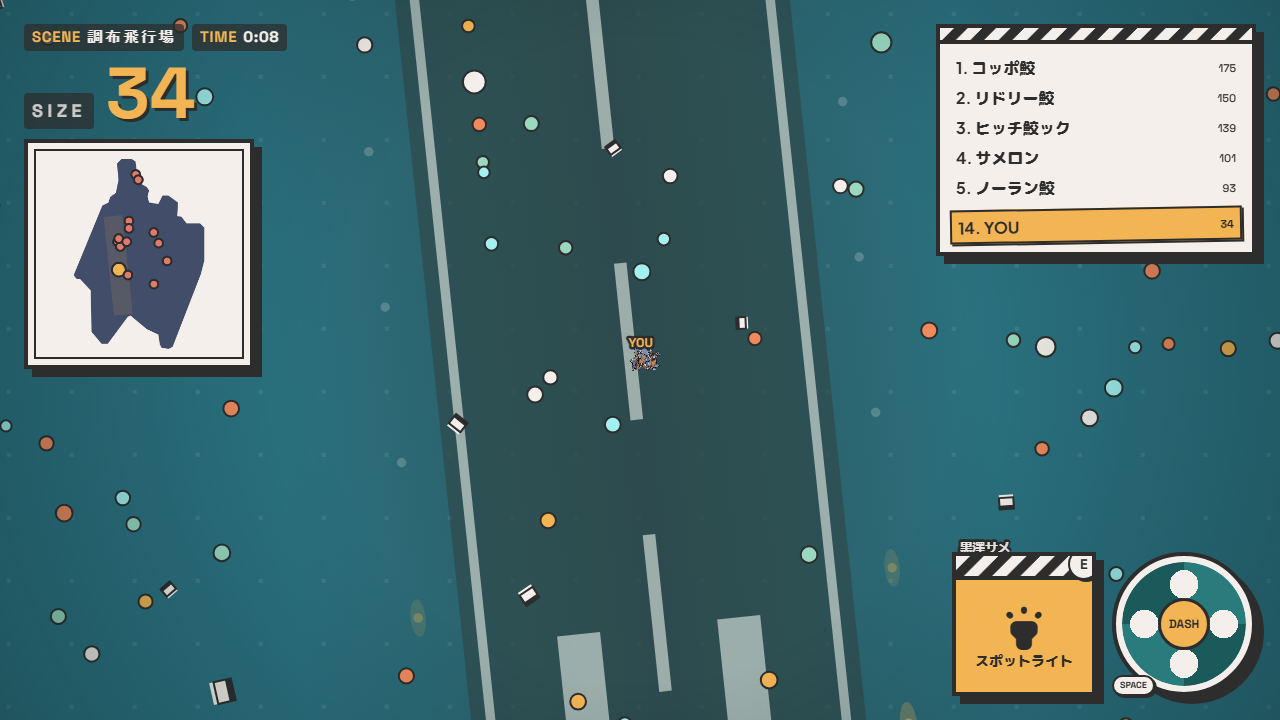 SCENE 調布飛行場 TIME 0:08
SIZE 34
1. コッポ鮫 175
2. リドリー鮫 150
3. ヒッチ鮫ック 139
4. サメロン 101
5. ノーラン鮫 93
14. YOU 34
YOU
黒澤サメ
E
スポットライト
DASH
SPACE